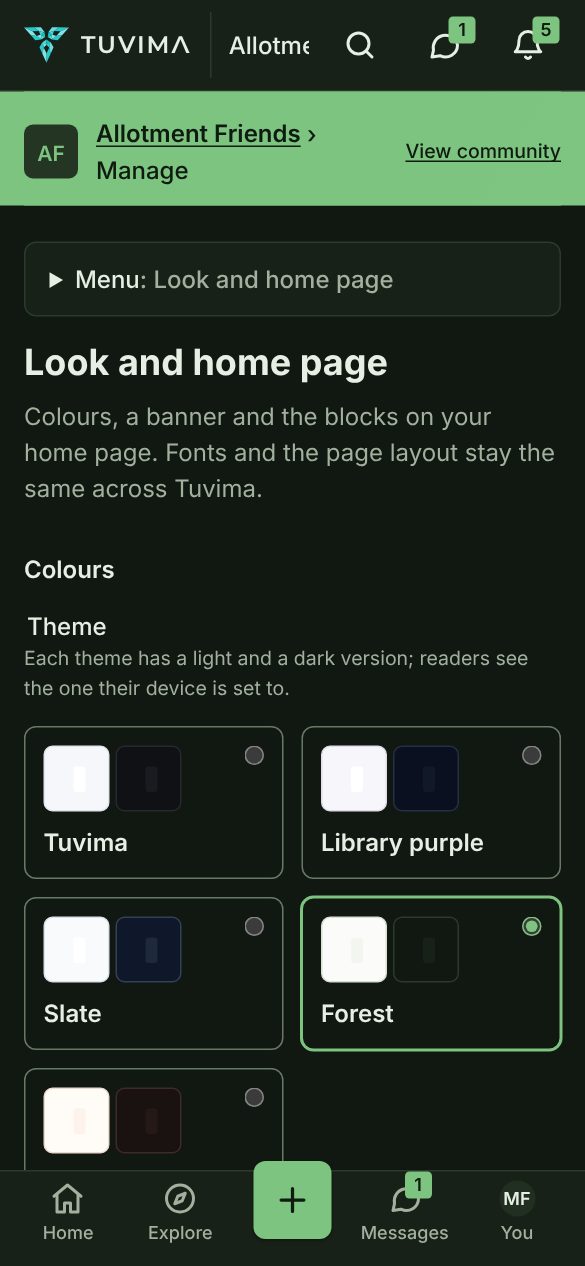 TUVIMA
Allotme
1
5
AF
Allotment Friends ›
Manage
View community
Menu: Look and home page
Look and home page
Colours, a banner and the blocks on your
home page. Fonts and the page layout stay the
same across Tuvima.
Colours
Theme
Each theme has a light and a dark version; readers see
the one their device is set to.
Tuvima
Library purple
Slate
Forest
1
MF
Home
Explore
Messages
You